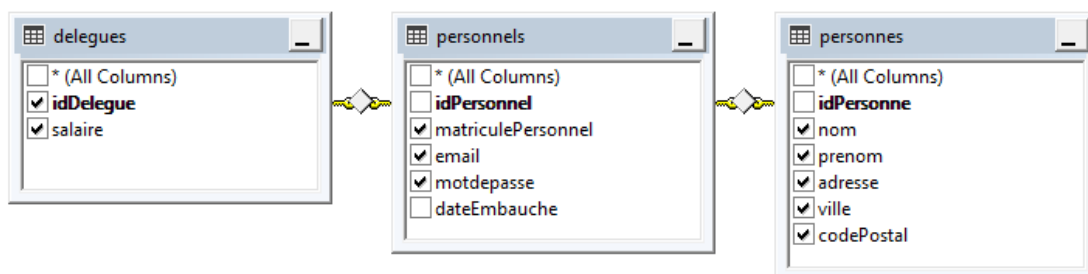 delegues
* (All Columns)
idDelegue
salaire
personnels
* (All Columns)
idPersonnel
matriculePersonnel
email
motdepasse
dateEmbauche
personnes
* (All Columns)
idPersonne
nom
prenom
adresse
ville
codePostal